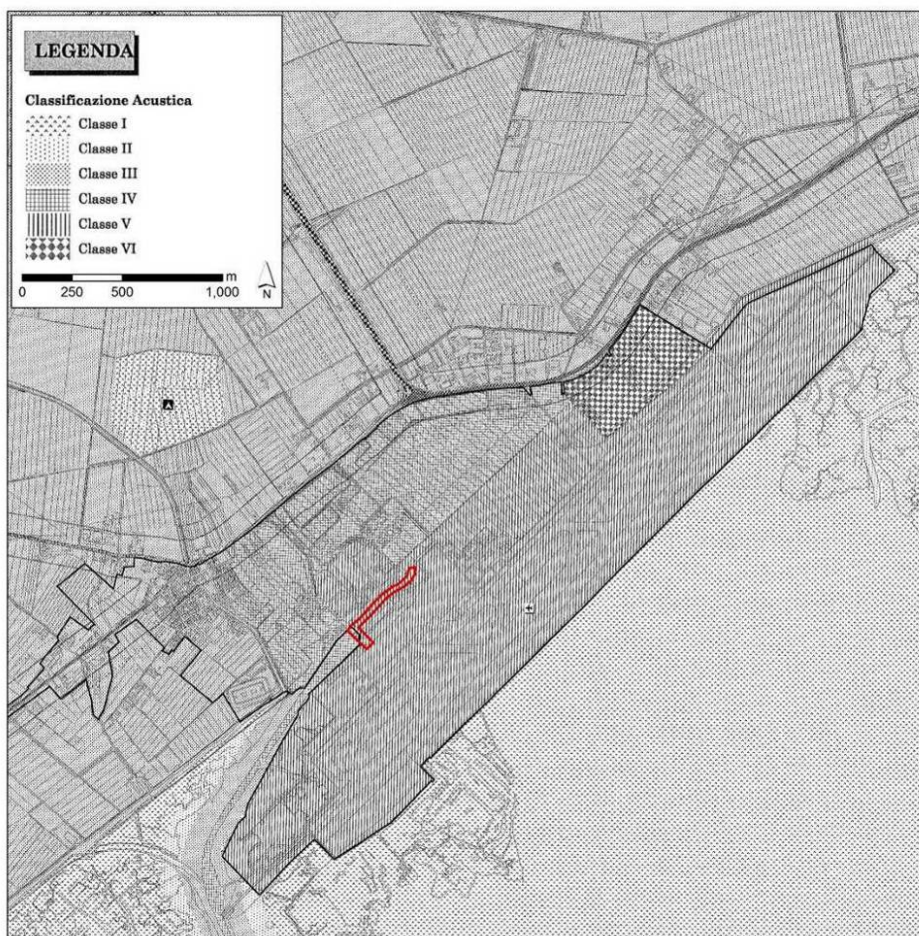 LEGENDA
Classificazione Acustica
Classe I
Classe II
Classe III
Classe IV
Classe V
Classe VI
m
0 250 500 1,000
N